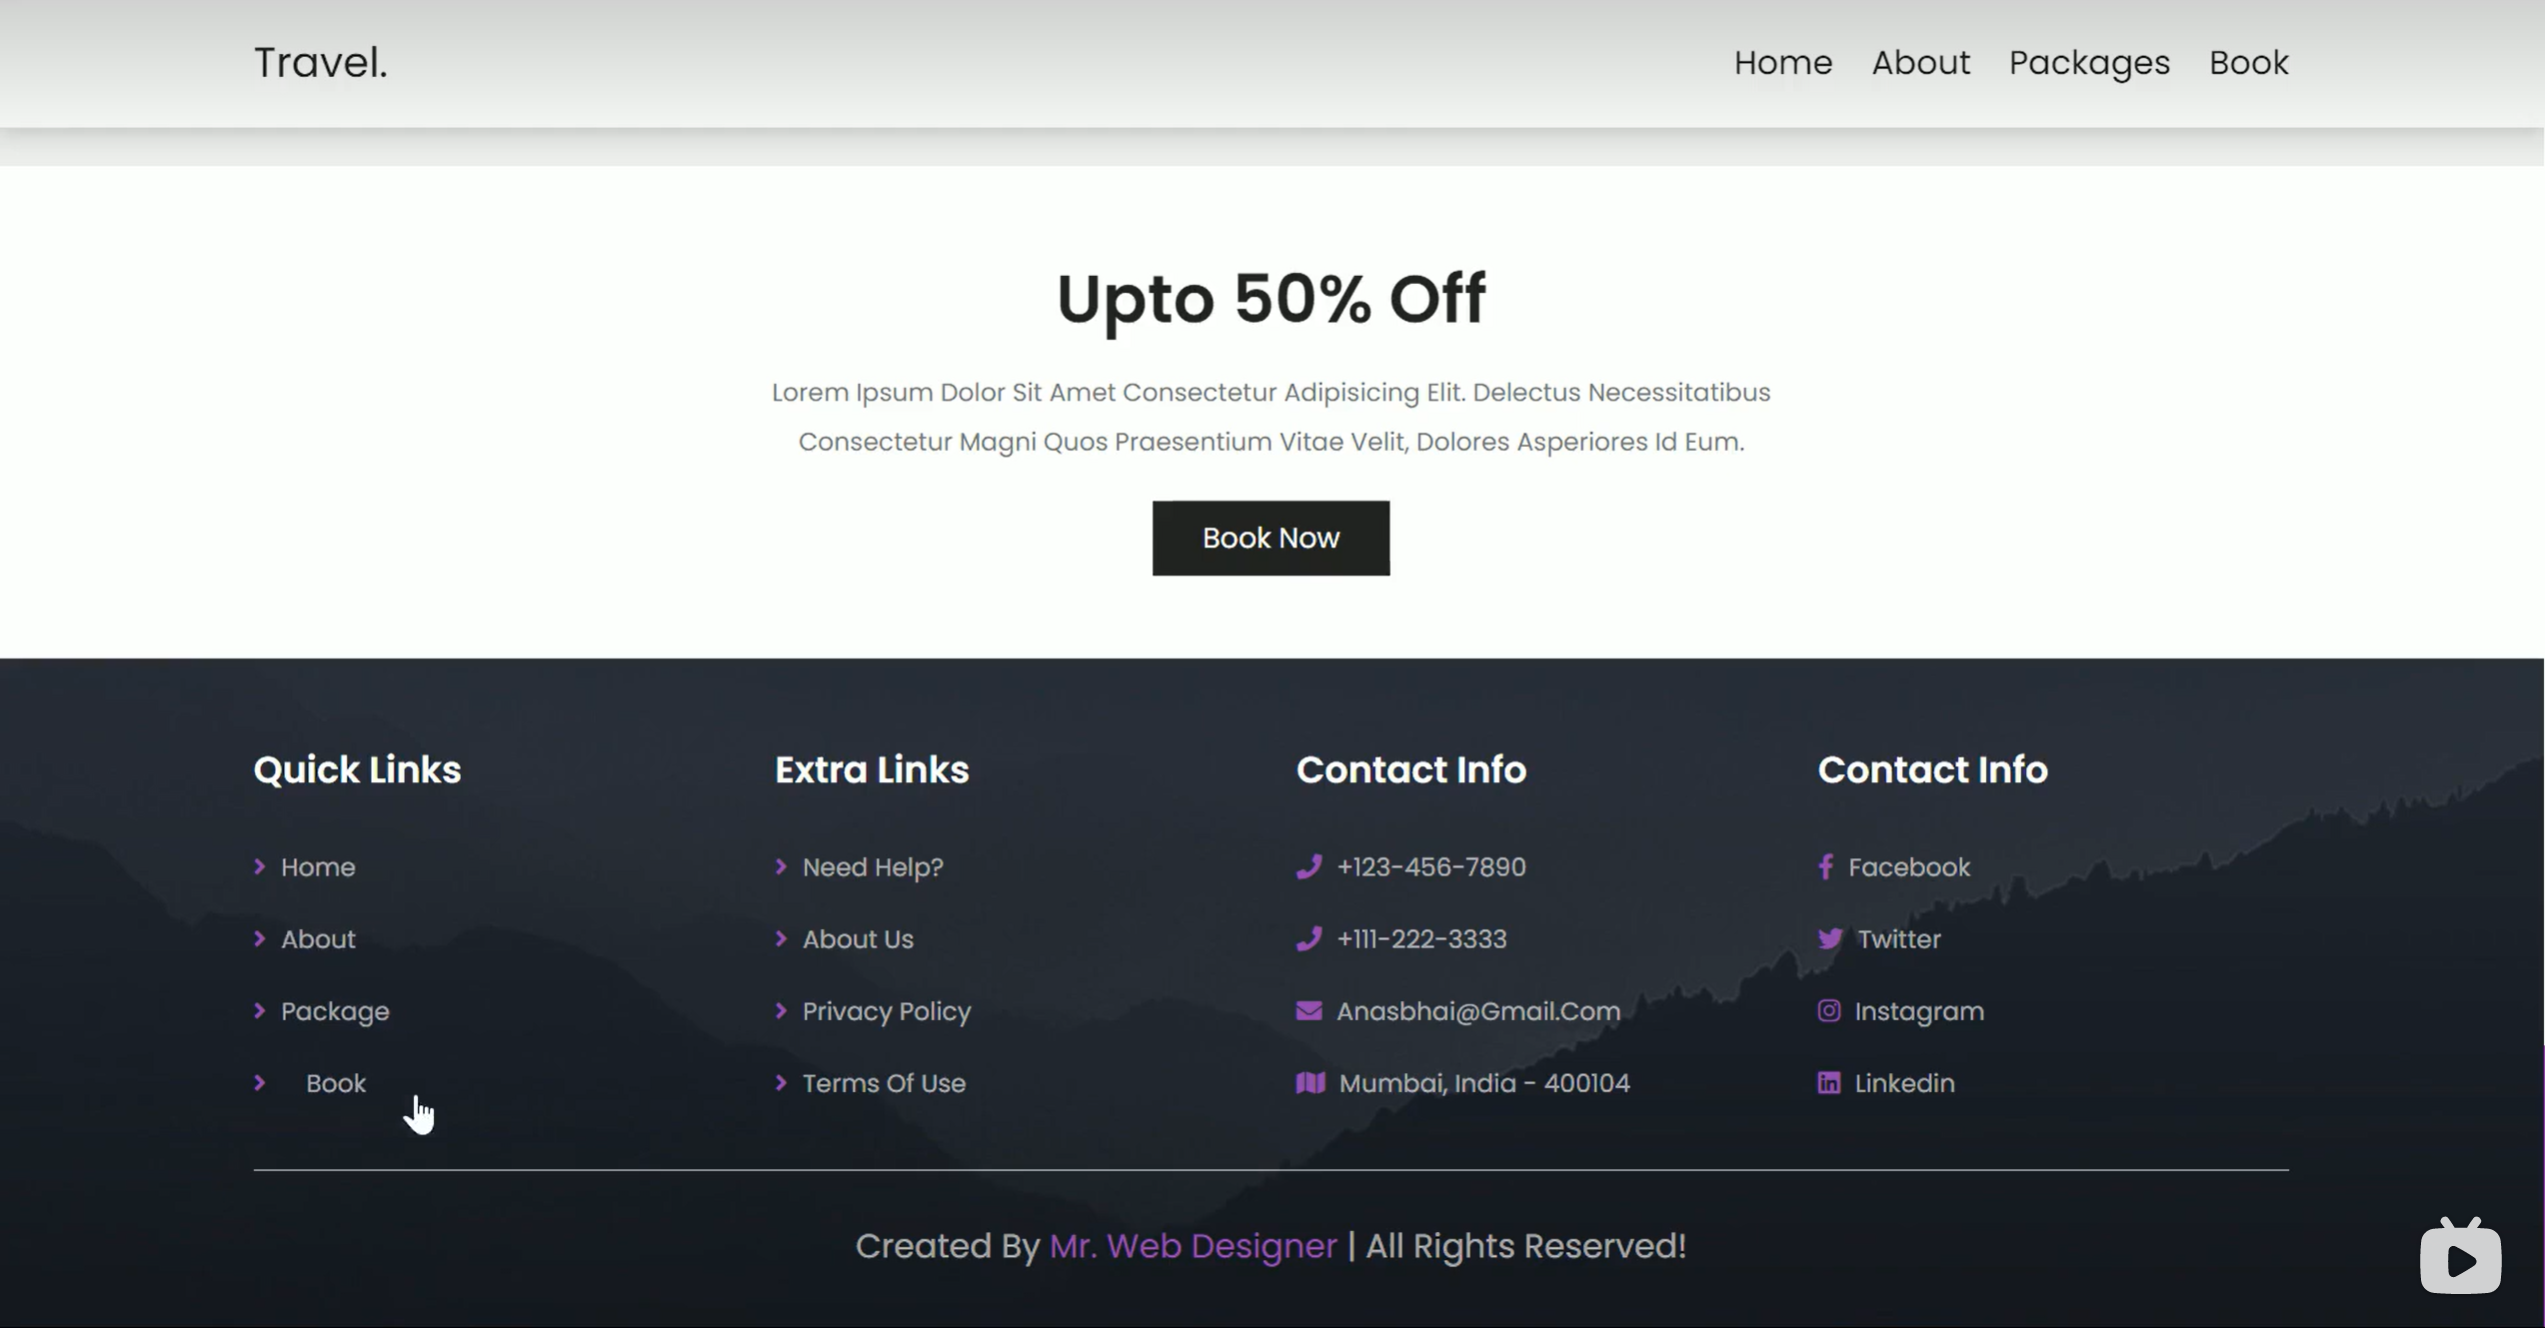 Travel.
Home About Packages Book
Upto 50% Off
Lorem Ipsum Dolor Sit Amet Consectetur Adipisicing Elit. Delectus Necessitatibus
Consectetur Magni Quos Praesentium Vitae Velit, Dolores Asperiores Id Eum.
Book Now
Quick Links
Home
About
Package
Book
Extra Links
Need Help?
About Us
Privacy Policy
Terms Of Use
Contact Info
+123-456-7890
+111-222-3333
Anasbhai@Gmail.Com
Mumbai, India - 400104
Contact Info
Facebook
Twitter
Instagram
Linkedin
Created By Mr. Web Designer | All Rights Reserved!